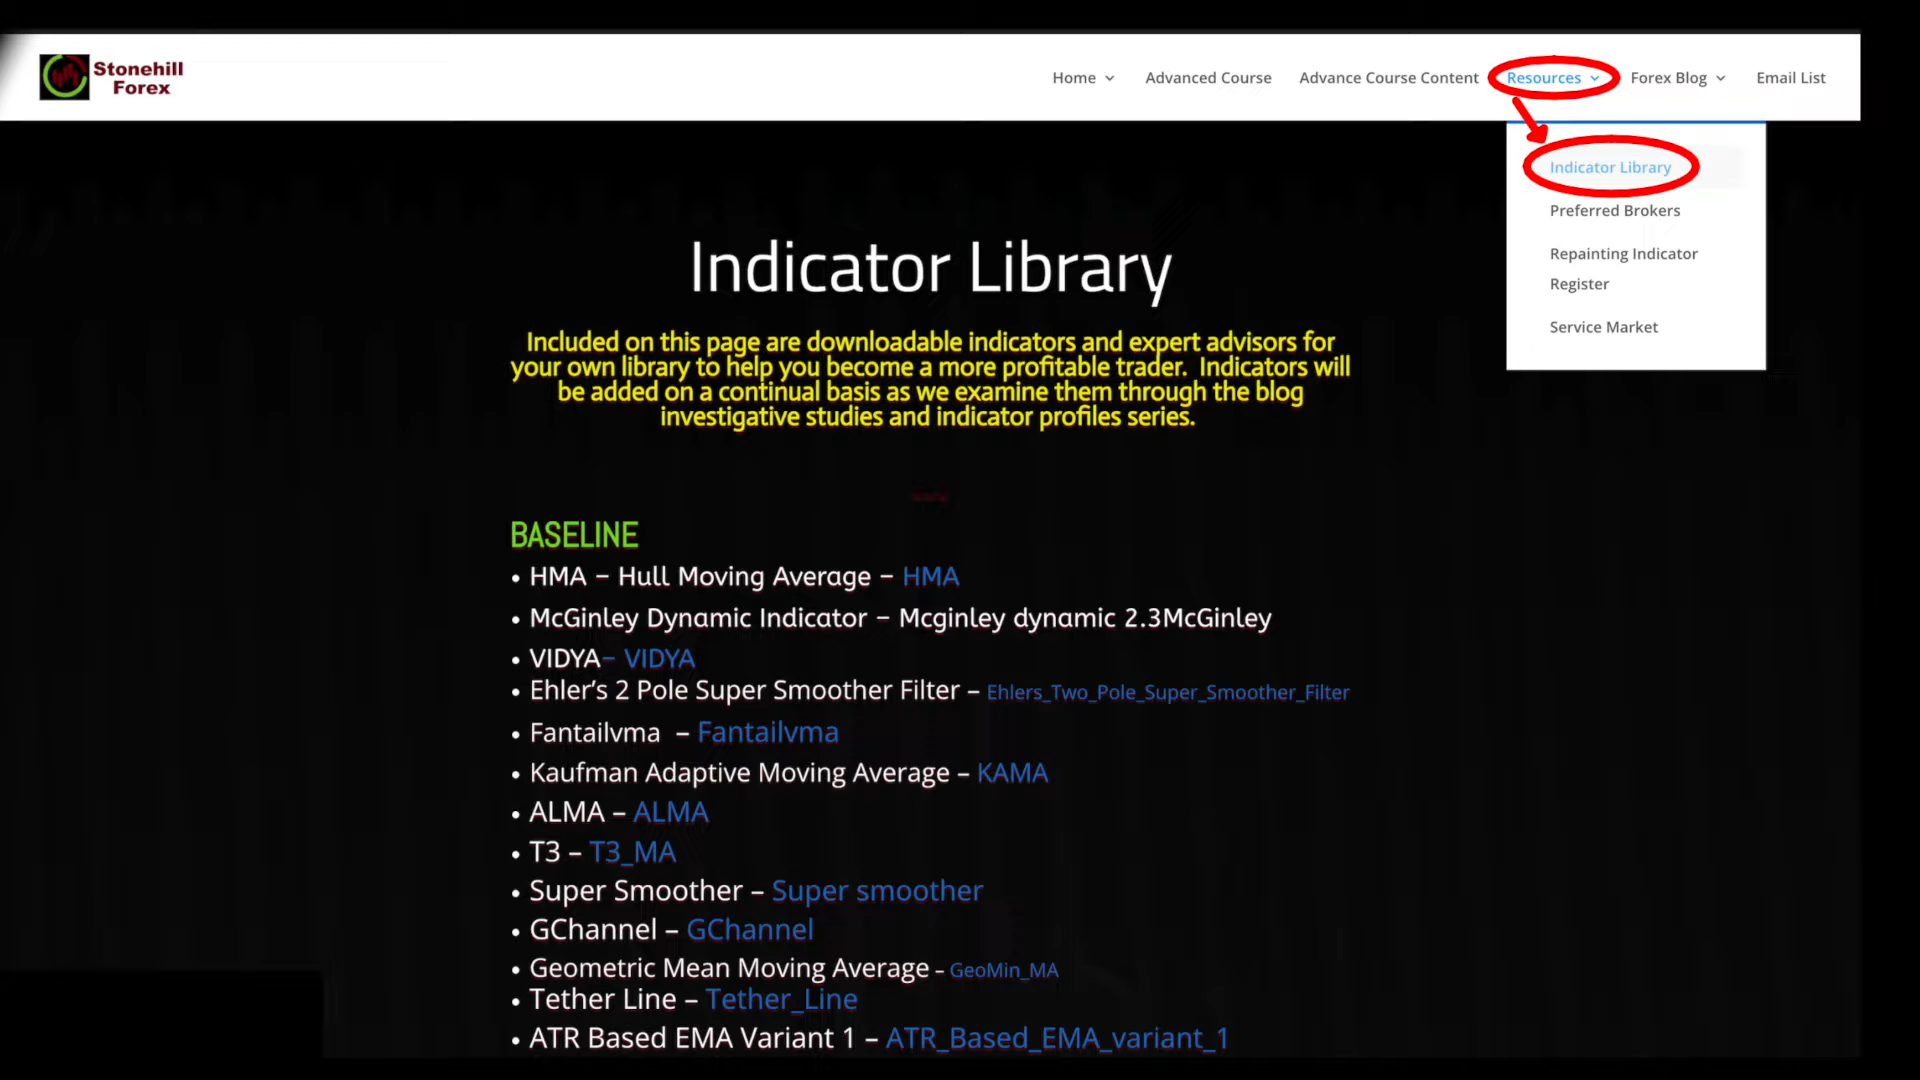 Stonehill
Forex
Home
Advanced Course
Advance Course Content
Resources
Forex Blog
Email List
Indicator Library
Preferred Brokers
Repainting Indicator
Register
Service Market
Indicator Library
Included on this page are downloadable indicators and expert advisors for
your own library to help you become a more profitable trader. Indicators will
be added on a continual basis as we examine them through the blog
investigative studies and indicator profiles series.
BASELINE
• HMA – Hull Moving Average – HMA
• McGinley Dynamic Indicator – Mcginley dynamic 2.3McGinley
• VIDYA– VIDYA
• Ehler’s 2 Pole Super Smoother Filter – Ehlers_Two_Pole_Super_Smoother_Filter
• Fantailvma – Fantailvma
• Kaufman Adaptive Moving Average – KAMA
• ALMA – ALMA
• T3 – T3_MA
• Super Smoother – Super smoother
• GChannel – GChannel
• Geometric Mean Moving Average – GeoMin_MA
• Tether Line – Tether_Line
• ATR Based EMA Variant 1 – ATR_Based_EMA_variant_1